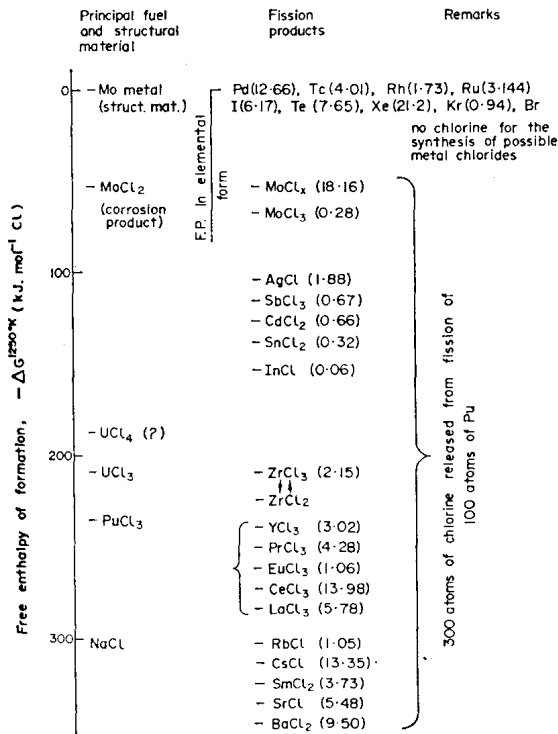 Principal fuel
and structural
material
Fission
products
Remarks
0
– Mo metal
(struct. mat.)
Pd(12·66), Tc(4·01), Rh(1·73), Ru(3·144)
I(6·17), Te (7·65), Xe(21·2), Kr(0·94), Br
no chlorine for the
synthesis of possible
metal chlorides
F.P. in elemental
form
– MoCl2
(corrosion
product)
– MoClx (18·16)
– MoCl3 (0·28)
100
– AgCl (1·88)
– SbCl3 (0·67)
– CdCl2 (0·66)
– SnCl2 (0·32)
– InCl (0·06)
– UCl4 (?)
200
– UCl3
– ZrCl3 (2·15)
– ZrCl2
– PuCl3
– YCl3 (3·02)
– PrCl3 (4·28)
– EuCl3 (1·06)
– CeCl3 (13·98)
– LaCl3 (5·78)
300
NaCl
– RbCl (1·05)
– CsCl (13·35)·
– SmCl2 (3·73)
– SrCl (5·48)
– BaCl2 (9·50)
Free enthalpy of formation, – ΔG1250°K (kJ. mol–1 Cl)
300 atoms of chlorine released from fission of
100 atoms of Pu